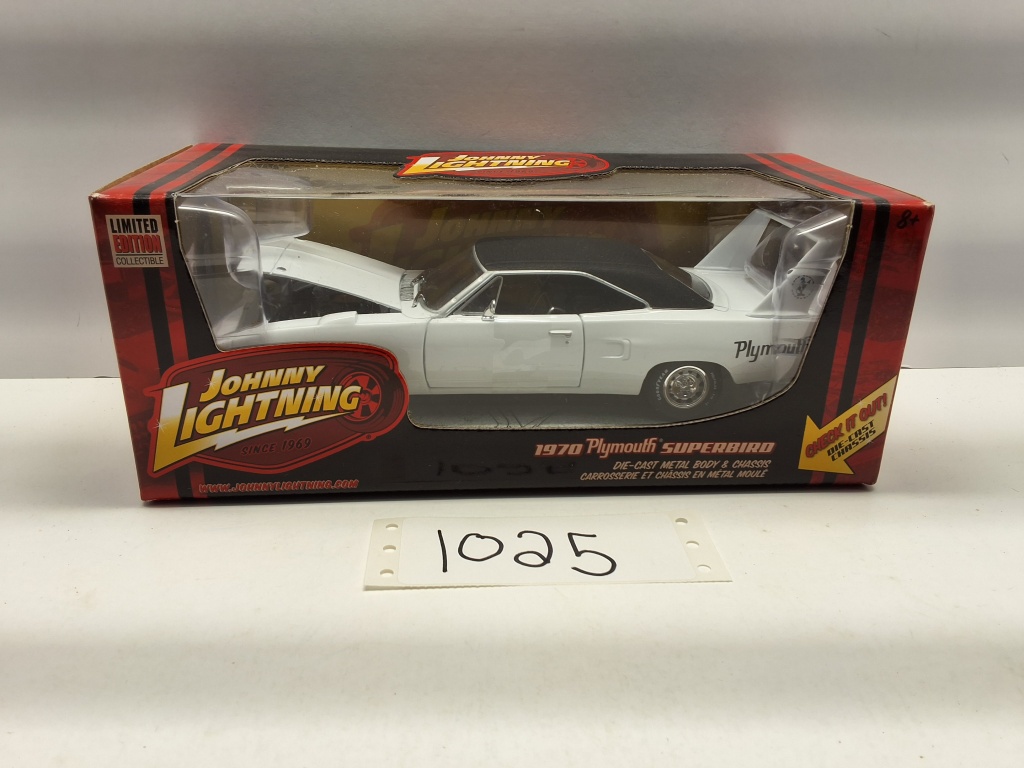 JOHNNY
LIGHTNING
LIMITED
EDITION
COLLECTIBLE
8+
Plymouth
JOHNNY
LIGHTNING
SINCE 1969
WWW.JOHNNYLIGHTNING.COM
1970 Plymouth SUPERBIRD
DIE-CAST METAL BODY & CHASSIS
CARROSSERIE ET CHÂSSIS EN METAL MOULÉ
CHECK IT OUT!
DIE-CAST
CHASSIS
1025